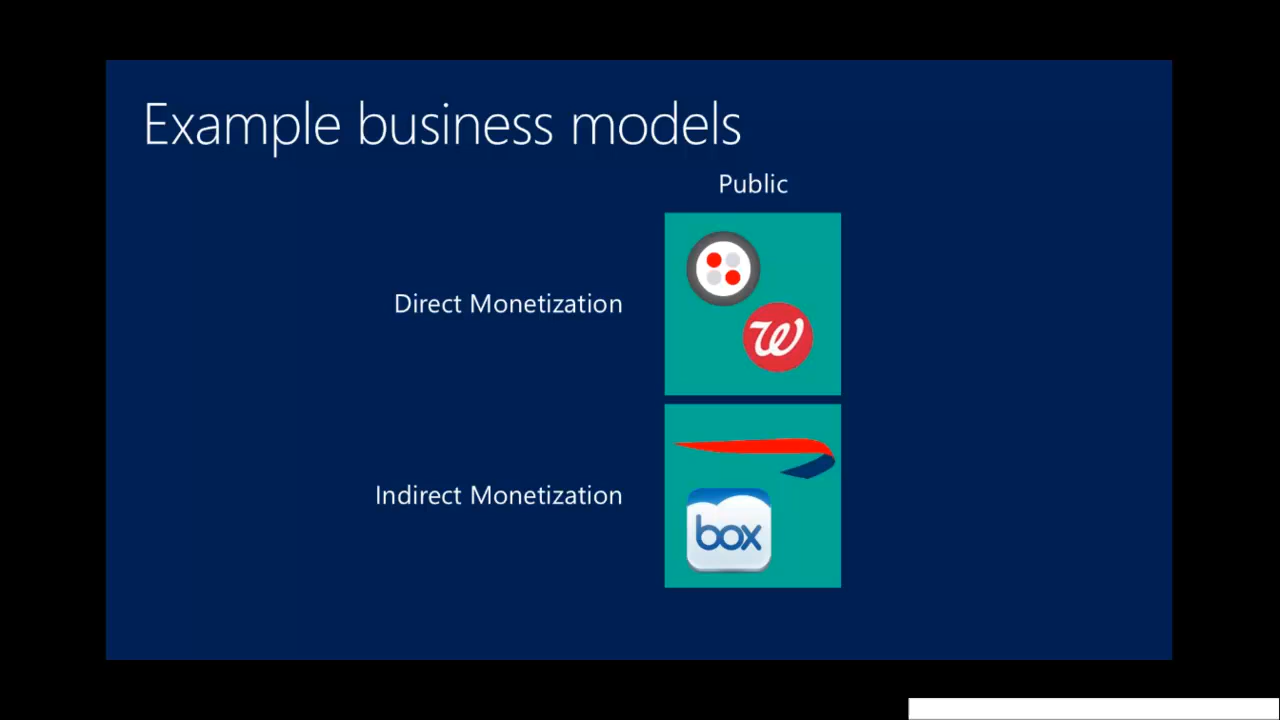 Example business models
Public
Direct Monetization
W
Indirect Monetization
box